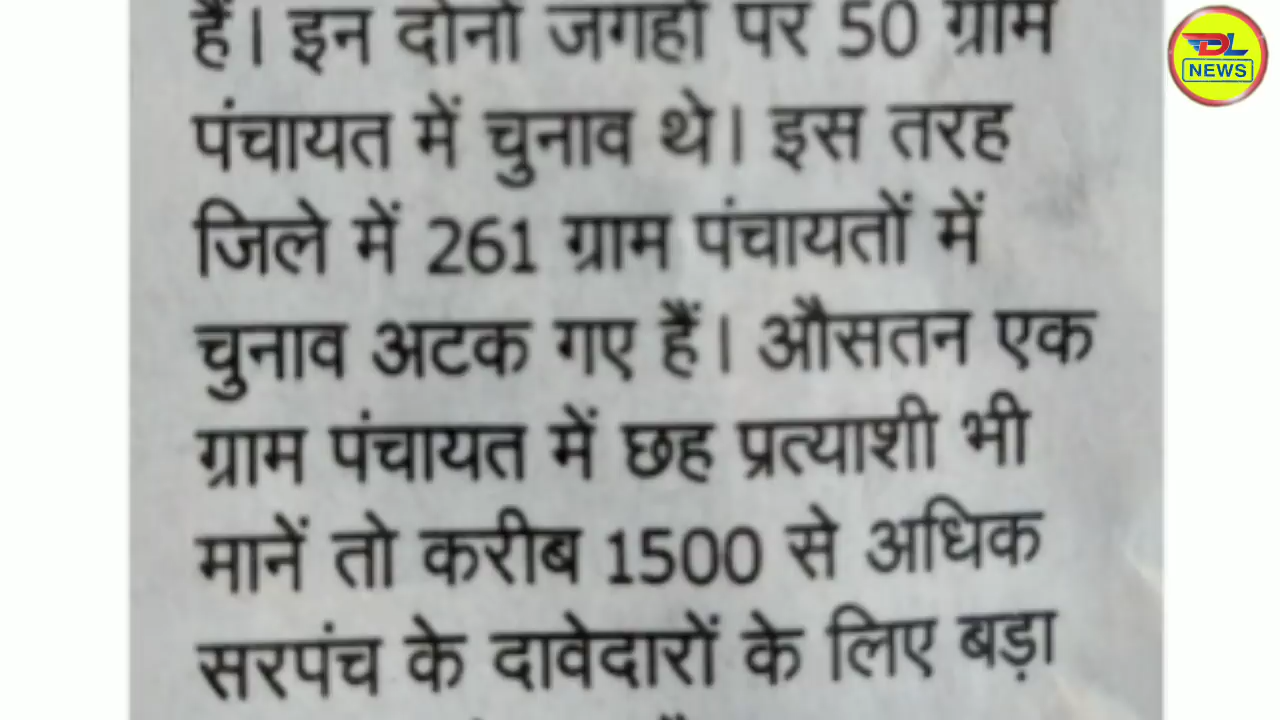 हैं। इन दोनों जगहों पर 50 ग्राम
पंचायत में चुनाव थे। इस तरह
जिले में 261 ग्राम पंचायतों में
चुनाव अटक गए हैं। औसतन एक
ग्राम पंचायत में छह प्रत्याशी भी
मानें तो करीब 1500 से अधिक
सरपंच के दावेदारों के लिए बड़ा
DL
NEWS